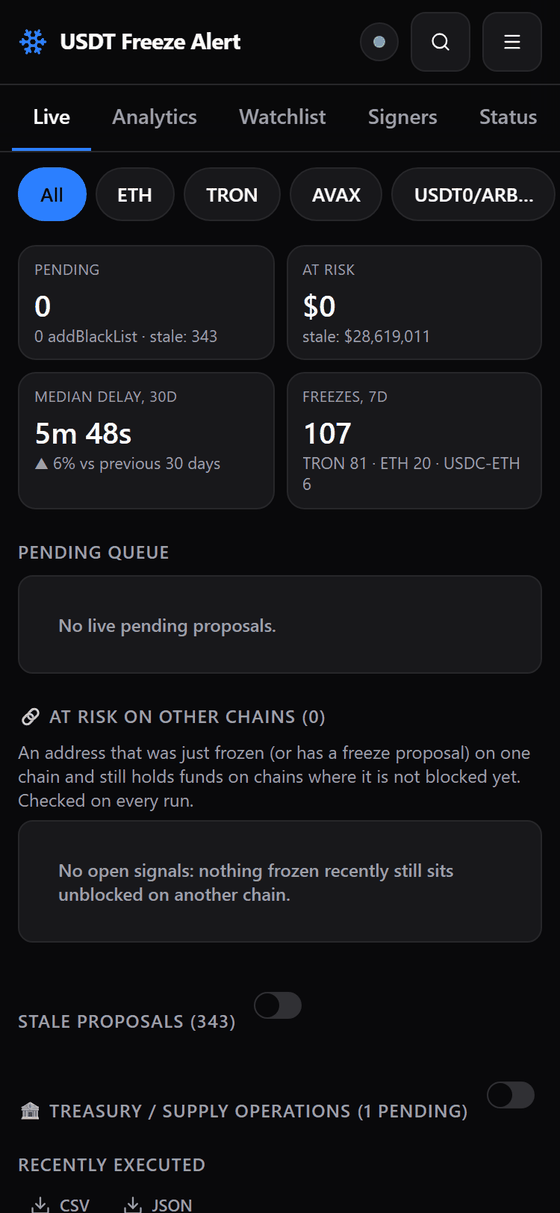 USDT Freeze Alert
Live Analytics Watchlist Signers Status
All ETH TRON AVAX USDT0/ARB...
PENDING
0
0 addBlackList · stale: 343
AT RISK
$0
stale: $28,619,011
MEDIAN DELAY, 30D
5m 48s
▲ 6% vs previous 30 days
FREEZES, 7D
107
TRON 81 · ETH 20 · USDC-ETH
6
PENDING QUEUE
No live pending proposals.
AT RISK ON OTHER CHAINS (0)
An address that was just frozen (or has a freeze proposal) on one
chain and still holds funds on chains where it is not blocked yet.
Checked on every run.
No open signals: nothing frozen recently still sits
unblocked on another chain.
STALE PROPOSALS (343)
TREASURY / SUPPLY OPERATIONS (1 PENDING)
RECENTLY EXECUTED
CSV JSON